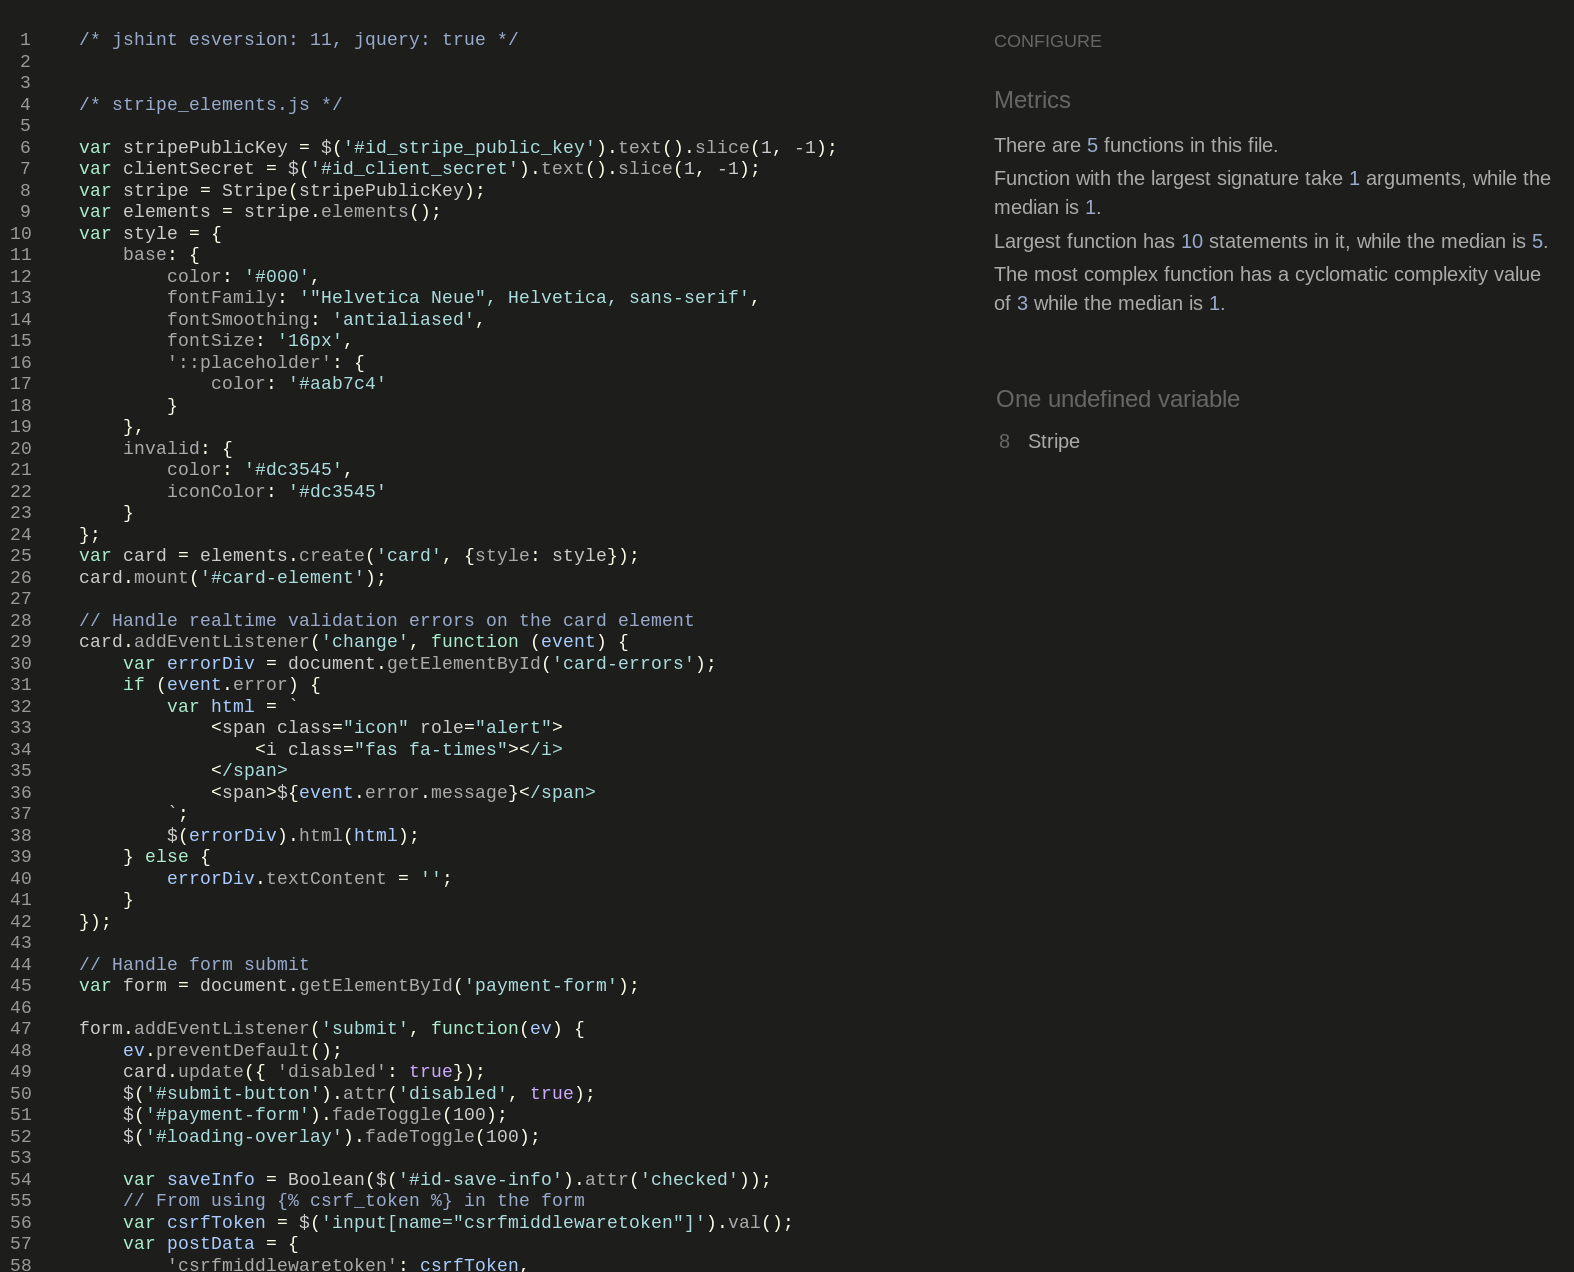 1 /* jshint esversion: 11, jquery: true */
2
3
4 /* stripe_elements.js */
5
6 var stripePublicKey = $('#id_stripe_public_key').text().slice(1, -1);
7 var clientSecret = $('#id_client_secret').text().slice(1, -1);
8 var stripe = Stripe(stripePublicKey);
9 var elements = stripe.elements();
10 var style = {
11     base: {
12         color: '#000',
13         fontFamily: '"Helvetica Neue", Helvetica, sans-serif',
14         fontSmoothing: 'antialiased',
15         fontSize: '16px',
16         '::placeholder': {
17             color: '#aab7c4'
18         }
19     },
20     invalid: {
21         color: '#dc3545',
22         iconColor: '#dc3545'
23     }
24 };
25 var card = elements.create('card', {style: style});
26 card.mount('#card-element');
27
28 // Handle realtime validation errors on the card element
29 card.addEventListener('change', function (event) {
30     var errorDiv = document.getElementById('card-errors');
31     if (event.error) {
32         var html = `
33             <span class="icon" role="alert">
34                 <i class="fas fa-times"></i>
35             </span>
36             <span>${event.error.message}</span>
37         `;
38         $(errorDiv).html(html);
39     } else {
40         errorDiv.textContent = '';
41     }
42 });
43
44 // Handle form submit
45 var form = document.getElementById('payment-form');
46
47 form.addEventListener('submit', function(ev) {
48     ev.preventDefault();
49     card.update({ 'disabled': true});
50     $('#submit-button').attr('disabled', true);
51     $('#payment-form').fadeToggle(100);
52     $('#loading-overlay').fadeToggle(100);
53
54     var saveInfo = Boolean($('#id-save-info').attr('checked'));
55     // From using {% csrf_token %} in the form
56     var csrfToken = $('input[name="csrfmiddlewaretoken"]').val();
57     var postData = {
58         'csrfmiddlewaretoken': csrfToken,
CONFIGURE
Metrics
There are 5 functions in this file.
Function with the largest signature take 1 arguments, while the
median is 1.
Largest function has 10 statements in it, while the median is 5.
The most complex function has a cyclomatic complexity value
of 3 while the median is 1.
One undefined variable
8 Stripe